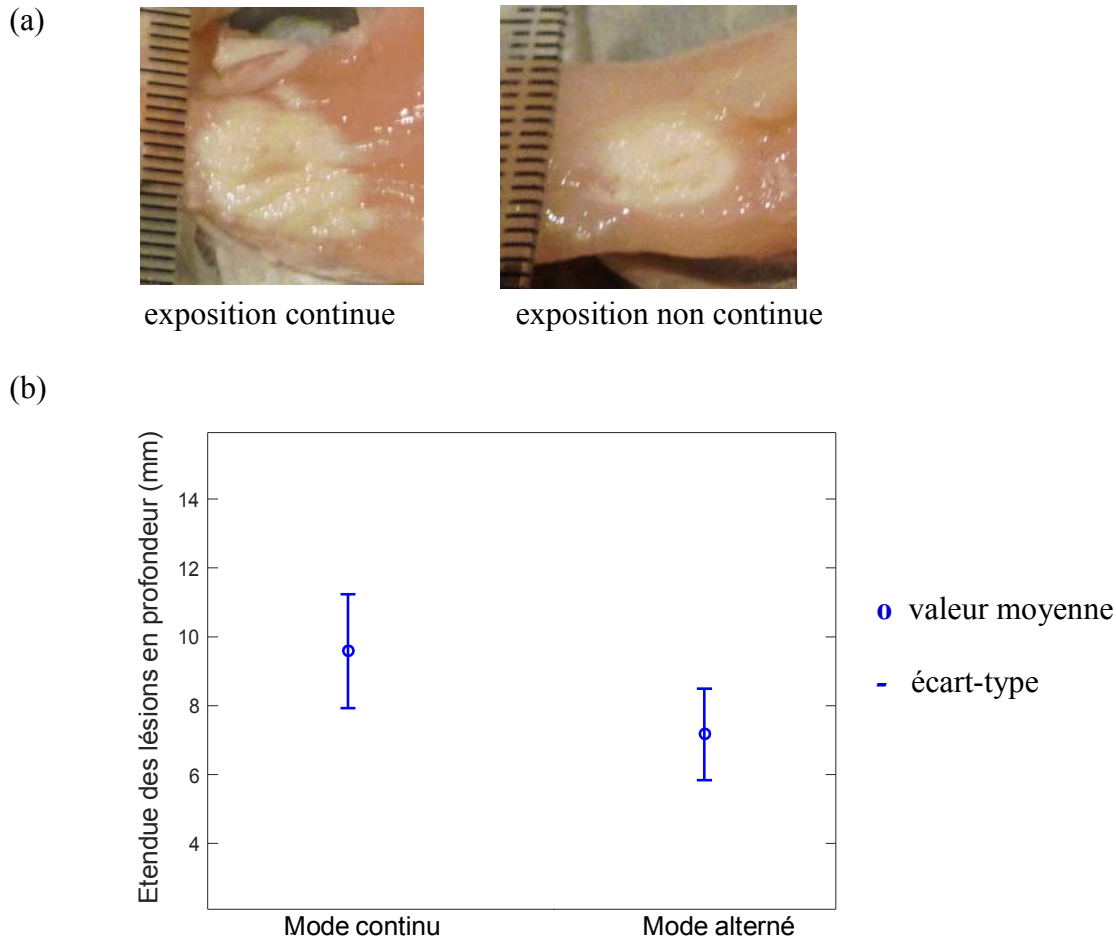 (a)
exposition continue
exposition non continue
(b)
Etendue des lésions en profondeur (mm)
14
12
10
8
6
4
Mode continu
Mode alterné
o valeur moyenne
- écart-type